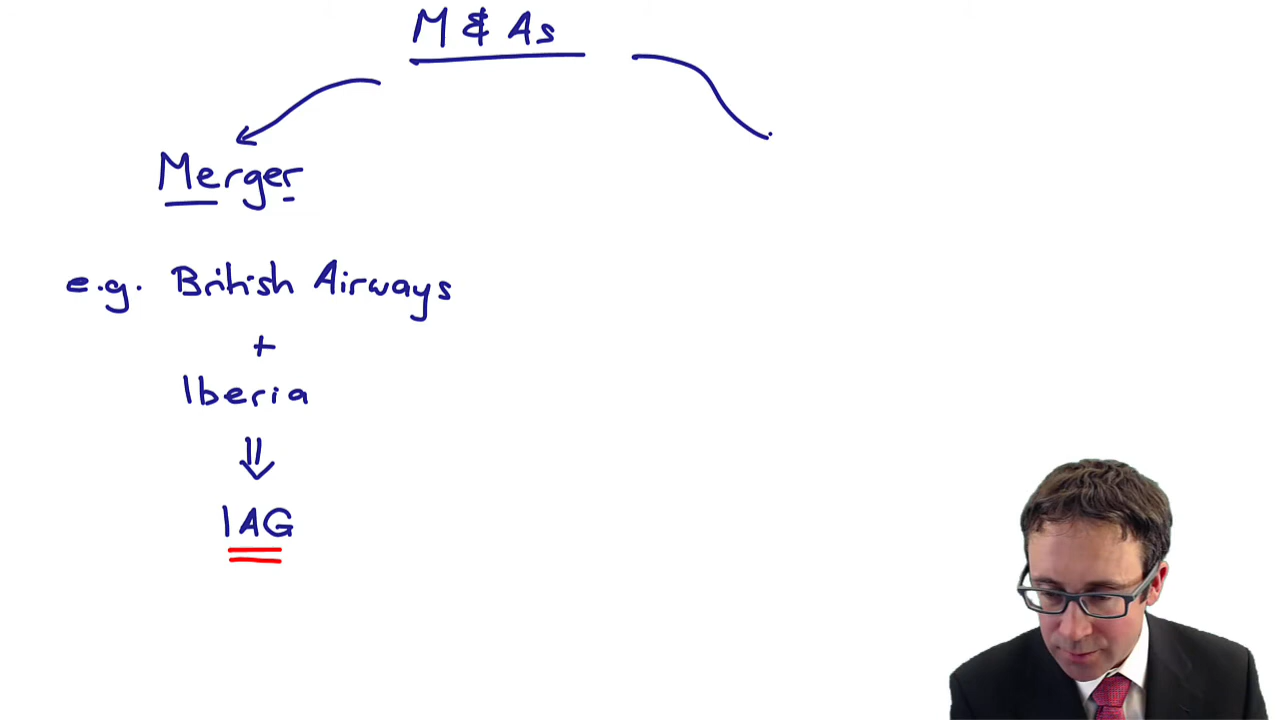 M & As
Merger
e.g. British Airways
+
Iberia
⇓
IAG